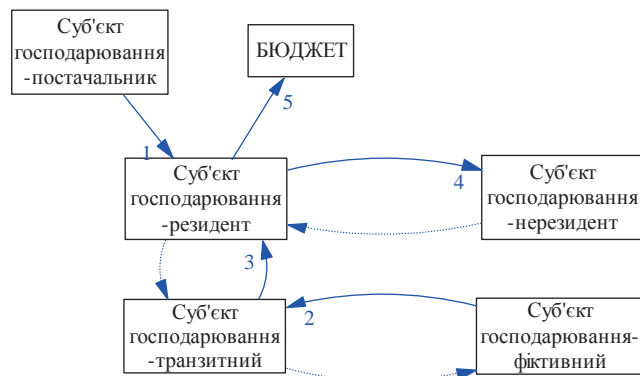 Суб'єкт
господарювання
-постачальник
БЮДЖЕТ
5
1
Суб'єкт
господарювання
-резидент
4
Суб'єкт
господарювання
-нерезидент
3
2
Суб'єкт
господарювання
-транзитний
Суб'єкт
господарювання-
фіктивний